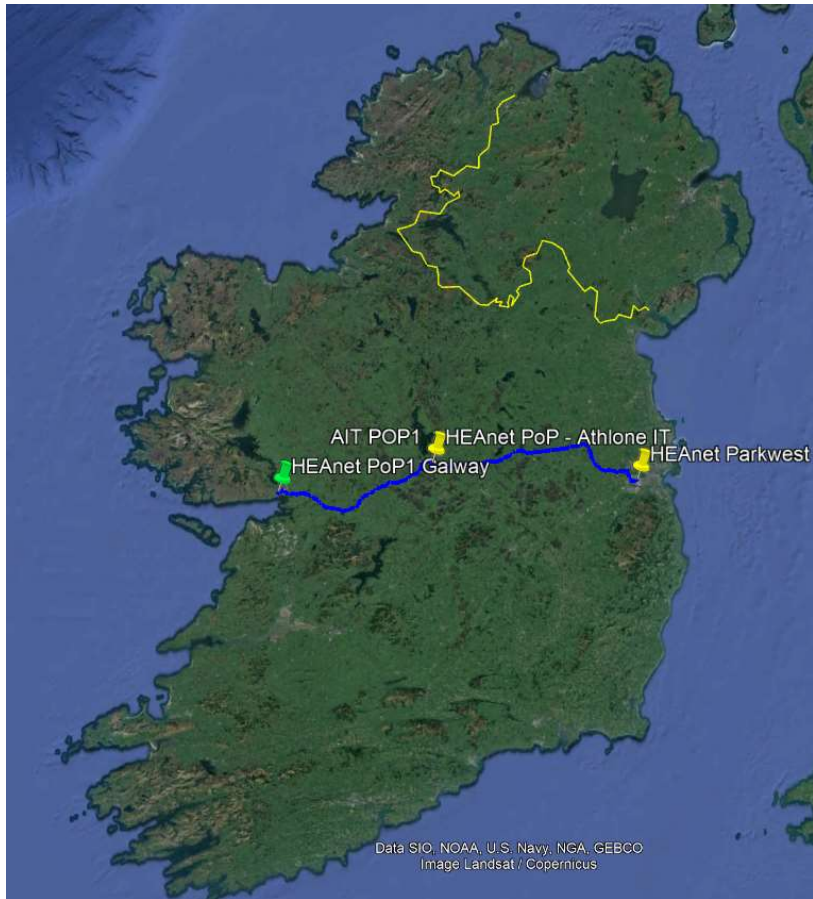 AIT POP1
HEAnet PoP - Athlone IT
HEAnet Parkwest
HEAnet PoP1 Galway
Data SIO, NOAA, U.S. Navy, NGA, GEBCO
Image Landsat / Copernicus